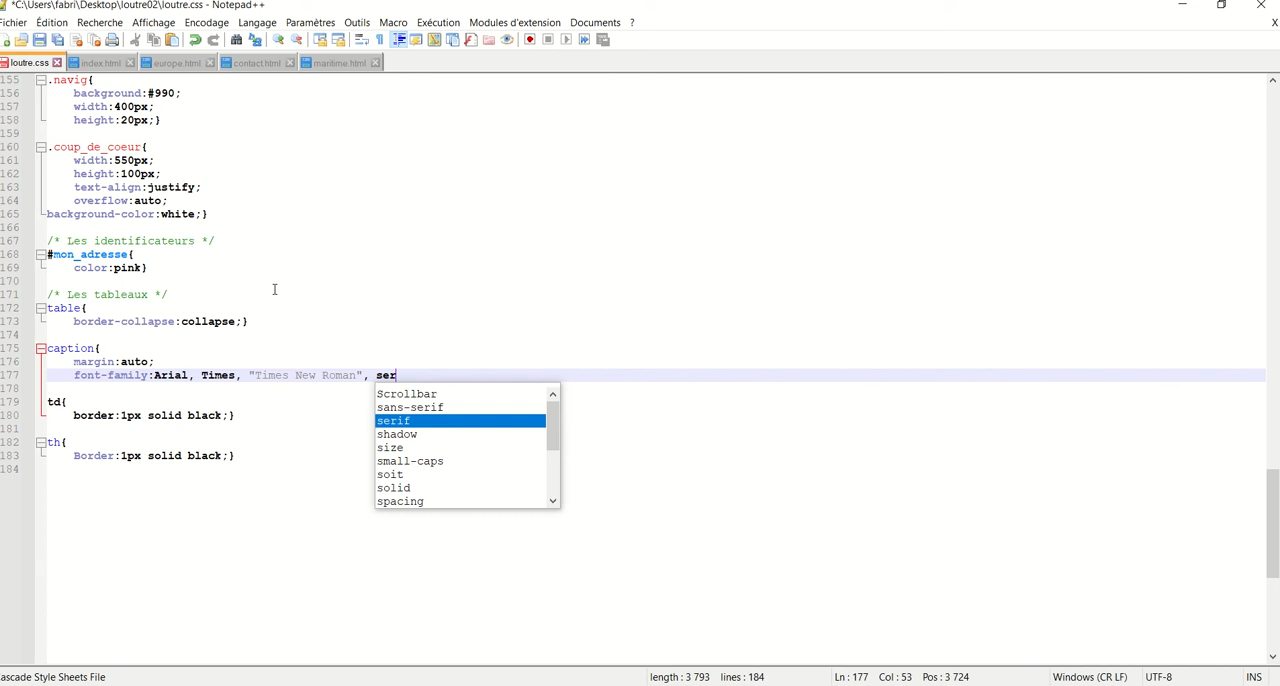 *C:\Users\fabri\Desktop\loutre02\loutre.css - Notepad++
Fichier Édition Recherche Affichage Encodage Langage Paramètres Outils Macro Exécution Modules d'extension Documents ? X
loutre.css index.html europe.html contact.html maritime.html
155 .navig{
156 background:#990;
157 width:400px;
158 height:20px;}
159
160 .coup_de_coeur{
161 width:550px;
162 height:100px;
163 text-align:justify;
164 overflow:auto;
165 background-color:white;}
166
167 /* Les identificateurs */
168 #mon_adresse{
169 color:pink}
170
171 /* Les tableaux */
172 table{
173 border-collapse:collapse;}
174
175 caption{
176 margin:auto;
177 font-family:Arial, Times, "Times New Roman", ser
178
179 td{
180 border:1px solid black;}
181
182 th{
183 Border:1px solid black;}
184
Scrollbar
sans-serif
serif
shadow
size
small-caps
soit
solid
spacing
ascade Style Sheets File length : 3 793 lines : 184 Ln : 177 Col : 53 Pos : 3 724 Windows (CR LF) UTF-8 INS